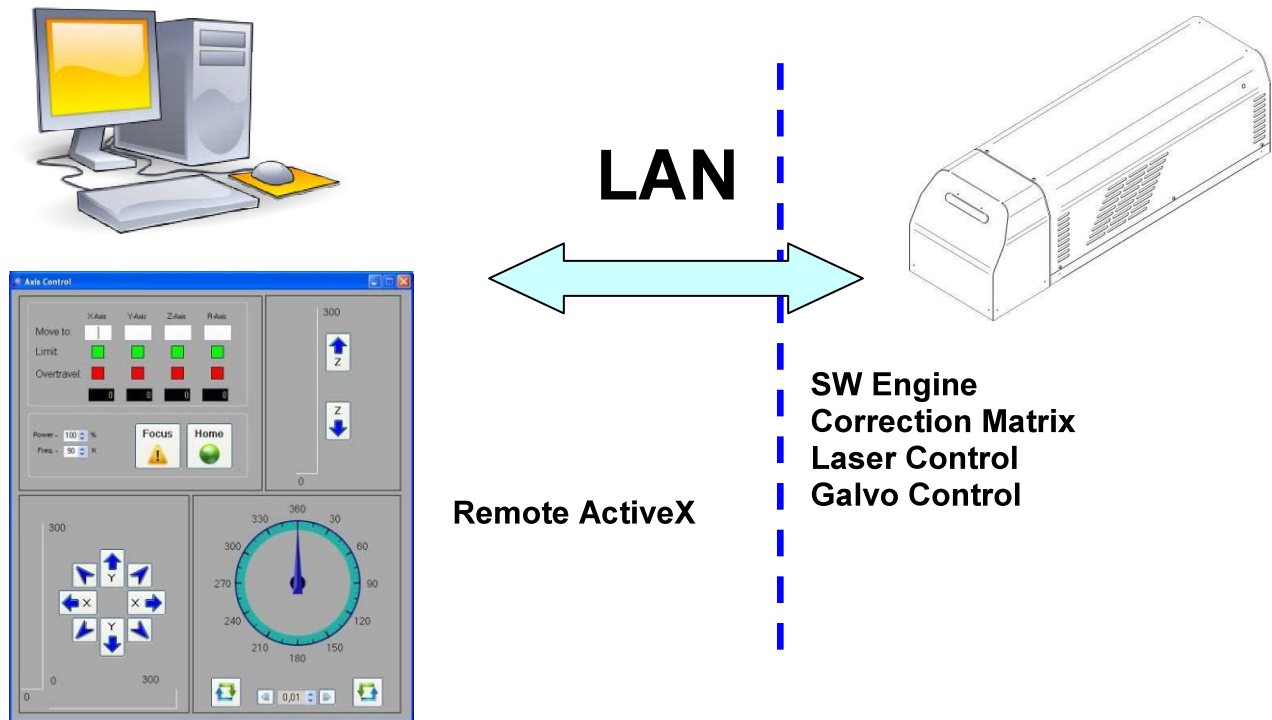 LAN
Axis Control
X-Axis Y-Axis Z-Axis R-Axis
Move to:
Limit:
Overtravel:
0 0 0 0
Power - 100 %
Freq. - 90 K
Focus Home
300
Z
Z
0
300
Y
X X
Y
0 300
0
360
330 30
300 60
270 90
240 120
210 150
180
0,01
Remote ActiveX
SW Engine
Correction Matrix
Laser Control
Galvo Control